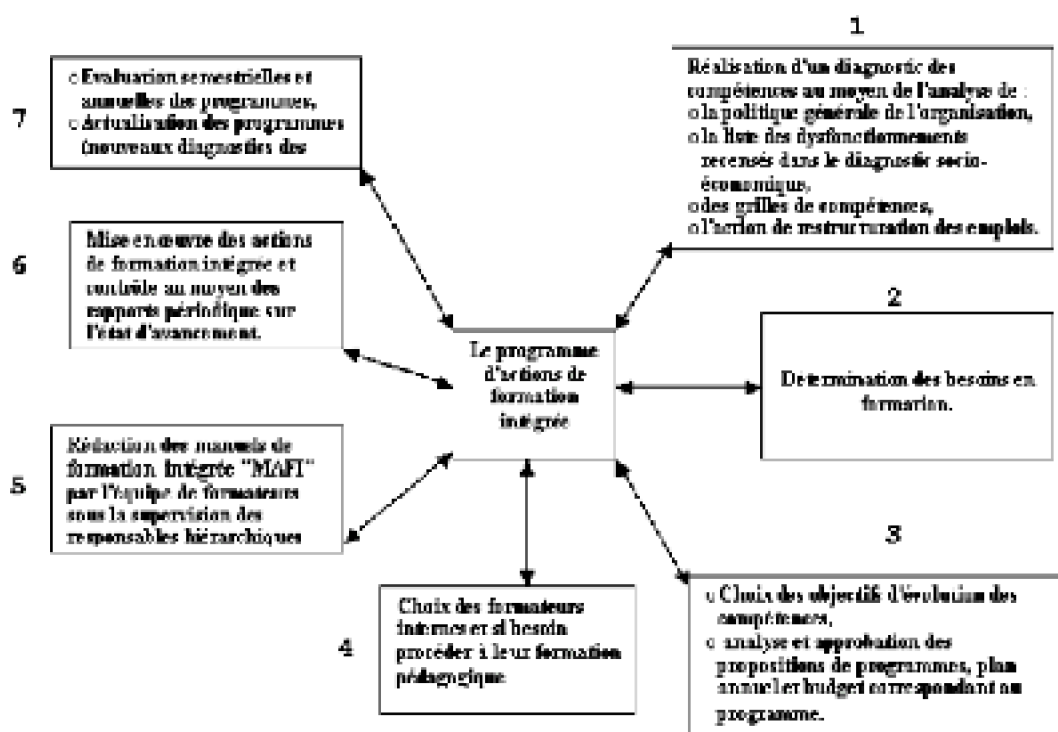 1
Réalisation d'un diagnostic des
compétences au moyen de l'analyse de :
o la politique générale de l'organisation,
o la liste des dysfonctionnements
recensés dans le diagnostic socio-
économique,
o des grilles de compétences,
o l'action de restructuration des emplois.
2
Détermination des besoins en
formation.
3
o Choix des objectifs d'évolution des
compétences,
o analyse et approbation des
propositions de programmes, plan
annuel et budget correspondant au
programme.
4
Choix des formateurs
internes et si besoin
procéder à leur formation
pédagogique
5
Rédaction des manuels de
formation intégrée "MAFI"
par l'équipe de formateurs
sous la supervision des
responsables hiérarchiques
6
Mise en œuvre des actions
de formation intégrée et
contrôle au moyen des
rapports périodique sur
l'état d'avancement.
7
o Evaluation semestrielles et
annuelles des programmes,
o Actualisation des programmes
(nouveaux diagnostics des
Le programme
d'actions de
formation
intégrée